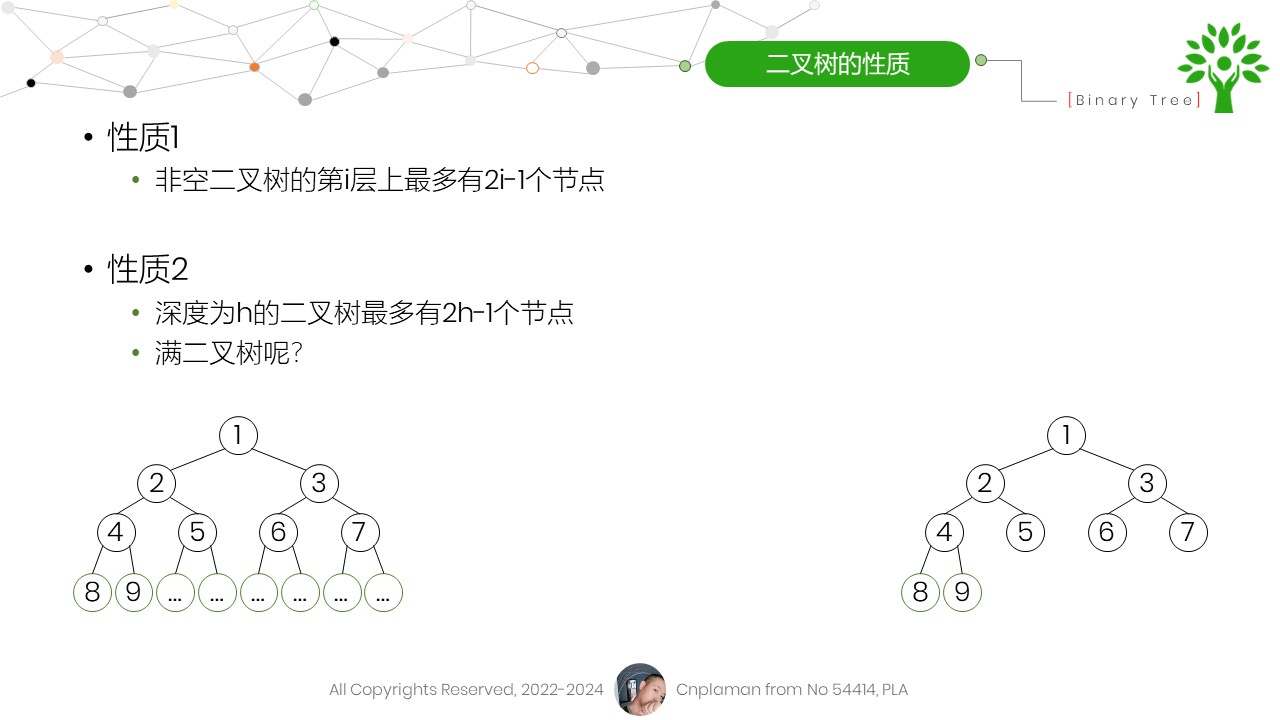 二叉树的性质
[Binary Tree]
• 性质1
• 非空二叉树的第i层上最多有2i-1个节点
• 性质2
• 深度为h的二叉树最多有2h-1个节点
• 满二叉树呢？
1
2 3
4 5 6 7
8 9 ... ... ... ... ... ...
1
2 3
4 5 6 7
8 9
All Copyrights Reserved, 2022-2024
Cnplaman from No 54414, PLA